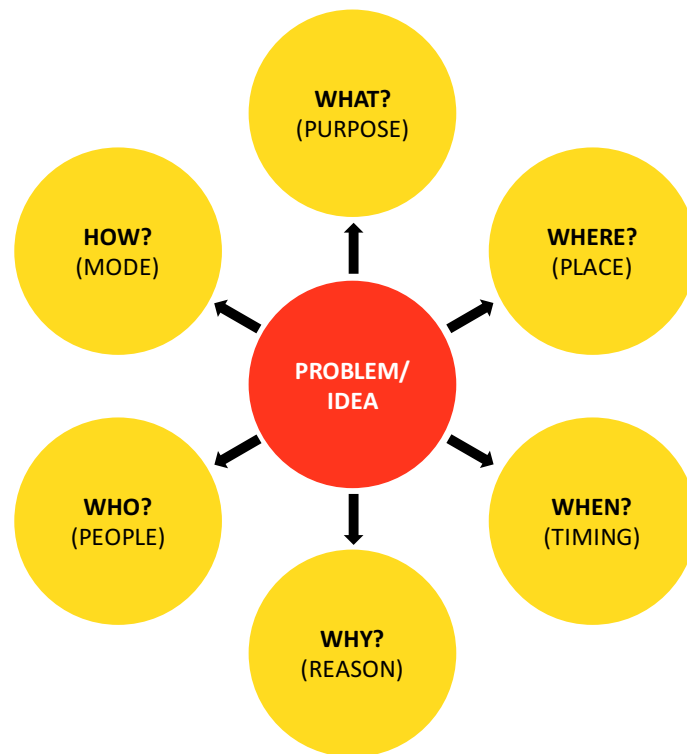 WHAT?
(PURPOSE)
HOW?
(MODE)
WHERE?
(PLACE)
PROBLEM/
IDEA
WHO?
(PEOPLE)
WHEN?
(TIMING)
WHY?
(REASON)